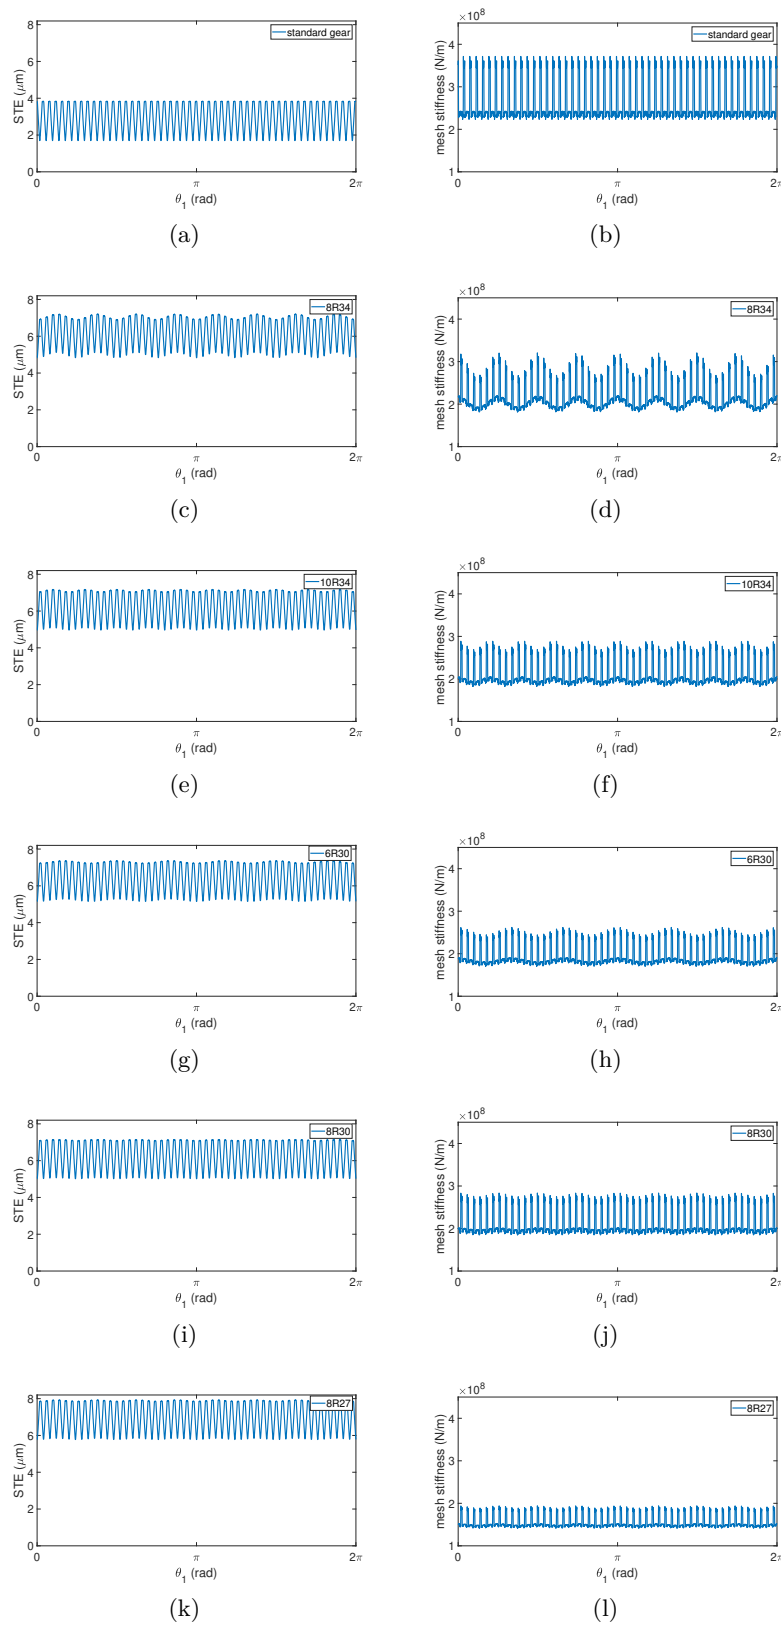 standard gear
STE (μm)
8
6
4
2
0
0
π
2π
θ1 (rad)
(a)
×10^8
standard gear
mesh stiffness (N/m)
4
3
2
1
0
π
2π
θ1 (rad)
(b)
8R34
STE (μm)
8
6
4
2
0
0
π
2π
θ1 (rad)
(c)
×10^8
8R34
mesh stiffness (N/m)
4
3
2
1
0
π
2π
θ1 (rad)
(d)
10R34
STE (μm)
8
6
4
2
0
0
π
2π
θ1 (rad)
(e)
×10^8
10R34
mesh stiffness (N/m)
4
3
2
1
0
π
2π
θ1 (rad)
(f)
6R30
STE (μm)
8
6
4
2
0
0
π
2π
θ1 (rad)
(g)
×10^8
6R30
mesh stiffness (N/m)
4
3
2
1
0
π
2π
θ1 (rad)
(h)
8R30
STE (μm)
8
6
4
2
0
0
π
2π
θ1 (rad)
(i)
×10^8
8R30
mesh stiffness (N/m)
4
3
2
1
0
π
2π
θ1 (rad)
(j)
8R27
STE (μm)
8
6
4
2
0
0
π
2π
θ1 (rad)
(k)
×10^8
8R27
mesh stiffness (N/m)
4
3
2
1
0
π
2π
θ1 (rad)
(l)